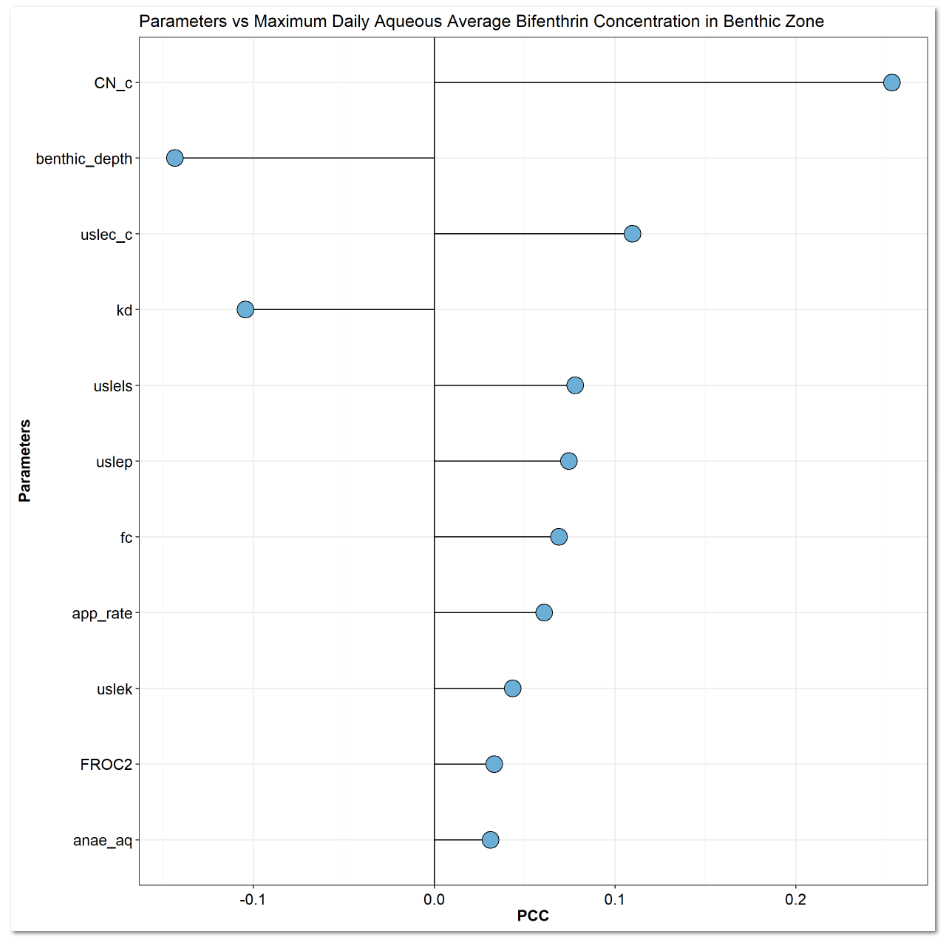 Parameters vs Maximum Daily Aqueous Average Bifenthrin Concentration in Benthic Zone
Parameters
CN_c
benthic_depth
uslec_c
kd
uslels
uslep
fc
app_rate
uslek
FROC2
anae_aq
-0.1
0.0
0.1
0.2
PCC